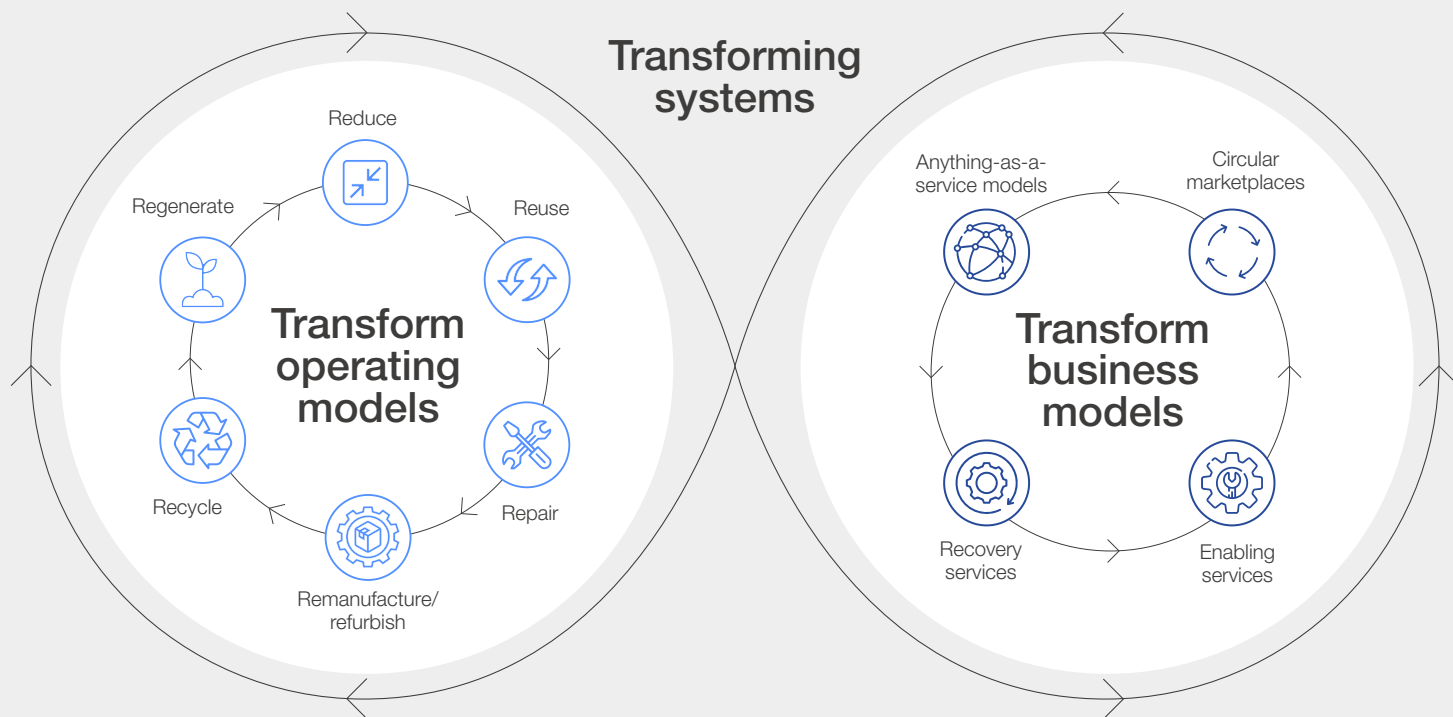 Transforming
systems
Reduce
Regenerate
Reuse
Transform
operating
models
Recycle
Repair
Remanufacture/
refurbish
Anything-as-a-
service models
Circular
marketplaces
Transform
business
models
Recovery
services
Enabling
services